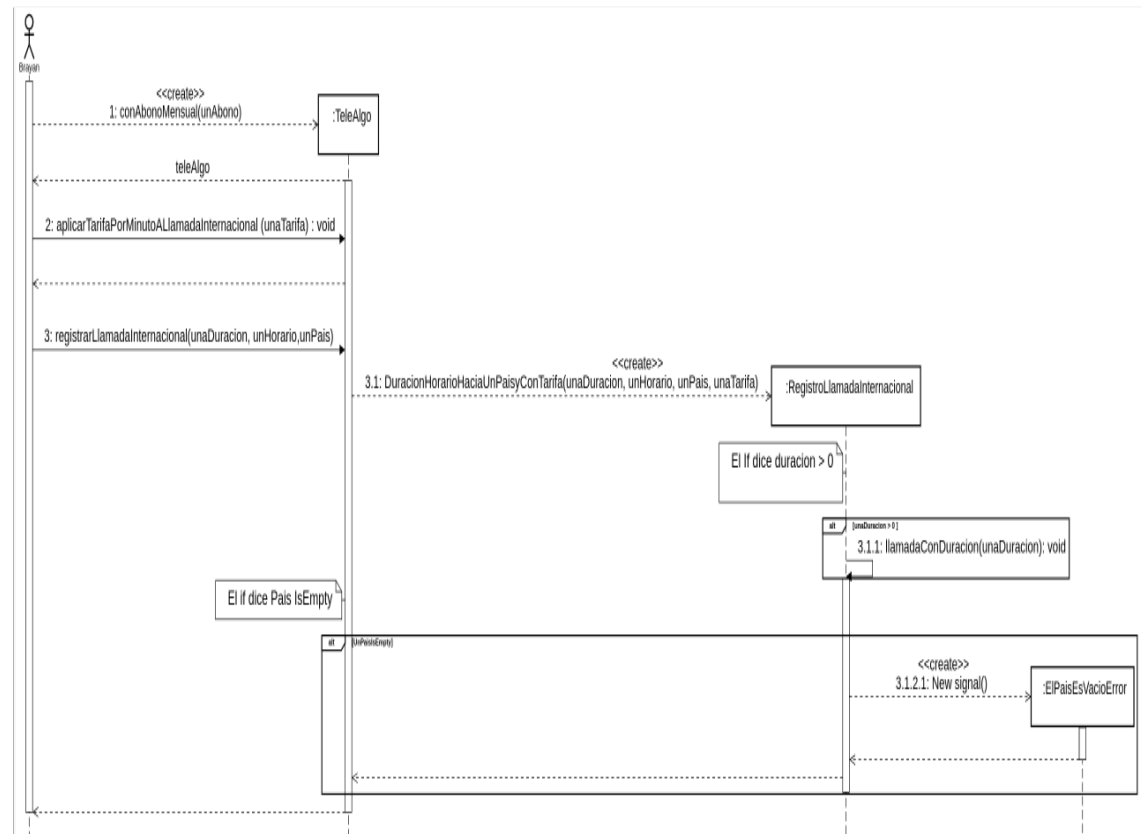 Brayan
<<create>>
1: conAbonoMensual(unAbono)
:TeleAlgo
teleAlgo
2: aplicarTarifaPorMinutoALlamadaInternacional (unaTarifa) : void
3: registrarLlamadaInternacional(unaDuracion, unHorario,unPais)
<<create>>
3.1: DuracionHorarioHaciaUnPaisyConTarifa(unaDuracion, unHorario, unPais, unaTarifa)
:RegistroLlamadaInternacional
El If dice duracion > 0
alt
[unaDuracion > 0 ]
3.1.1: llamadaConDuracion(unaDuracion): void
El if dice Pais IsEmpty
alt
[UnPaisIsEmpty]
<<create>>
3.1.2.1: New signal()
:ElPaisEsVacioError